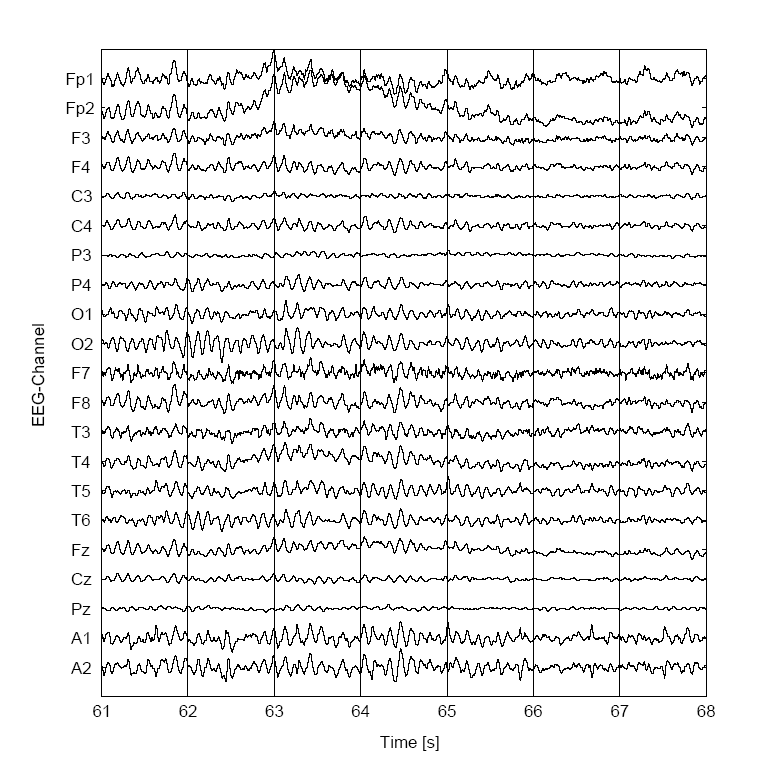 Fp1
Fp2
F3
F4
C3
C4
P3
P4
O1
O2
F7
F8
T3
T4
T5
T6
Fz
Cz
Pz
A1
A2
EEG-Channel
61 62 63 64 65 66 67 68
Time [s]